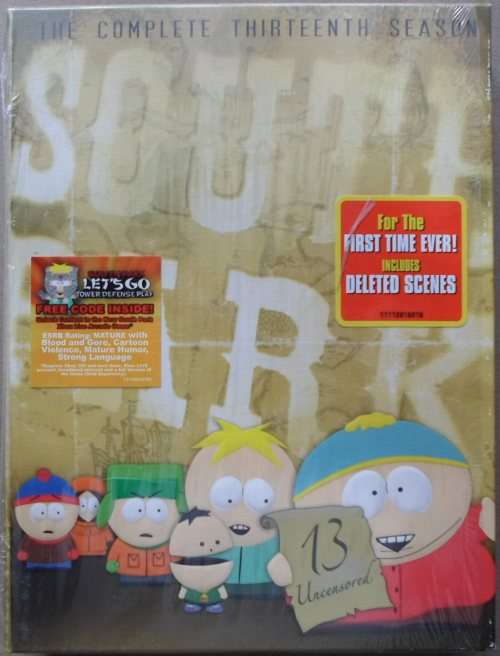 THE COMPLETE THIRTEENTH SEASON
SOUTH
PARK
For The
FIRST TIME EVER!
INCLUDES
DELETED SCENES
LET'S GO
TOWER DEFENSE PLAY
FREE CODE INSIDE!
ESRB Rating: MATURE with
Blood and Gore, Cartoon
Violence, Mature Humor,
Strong Language
13
Uncensored